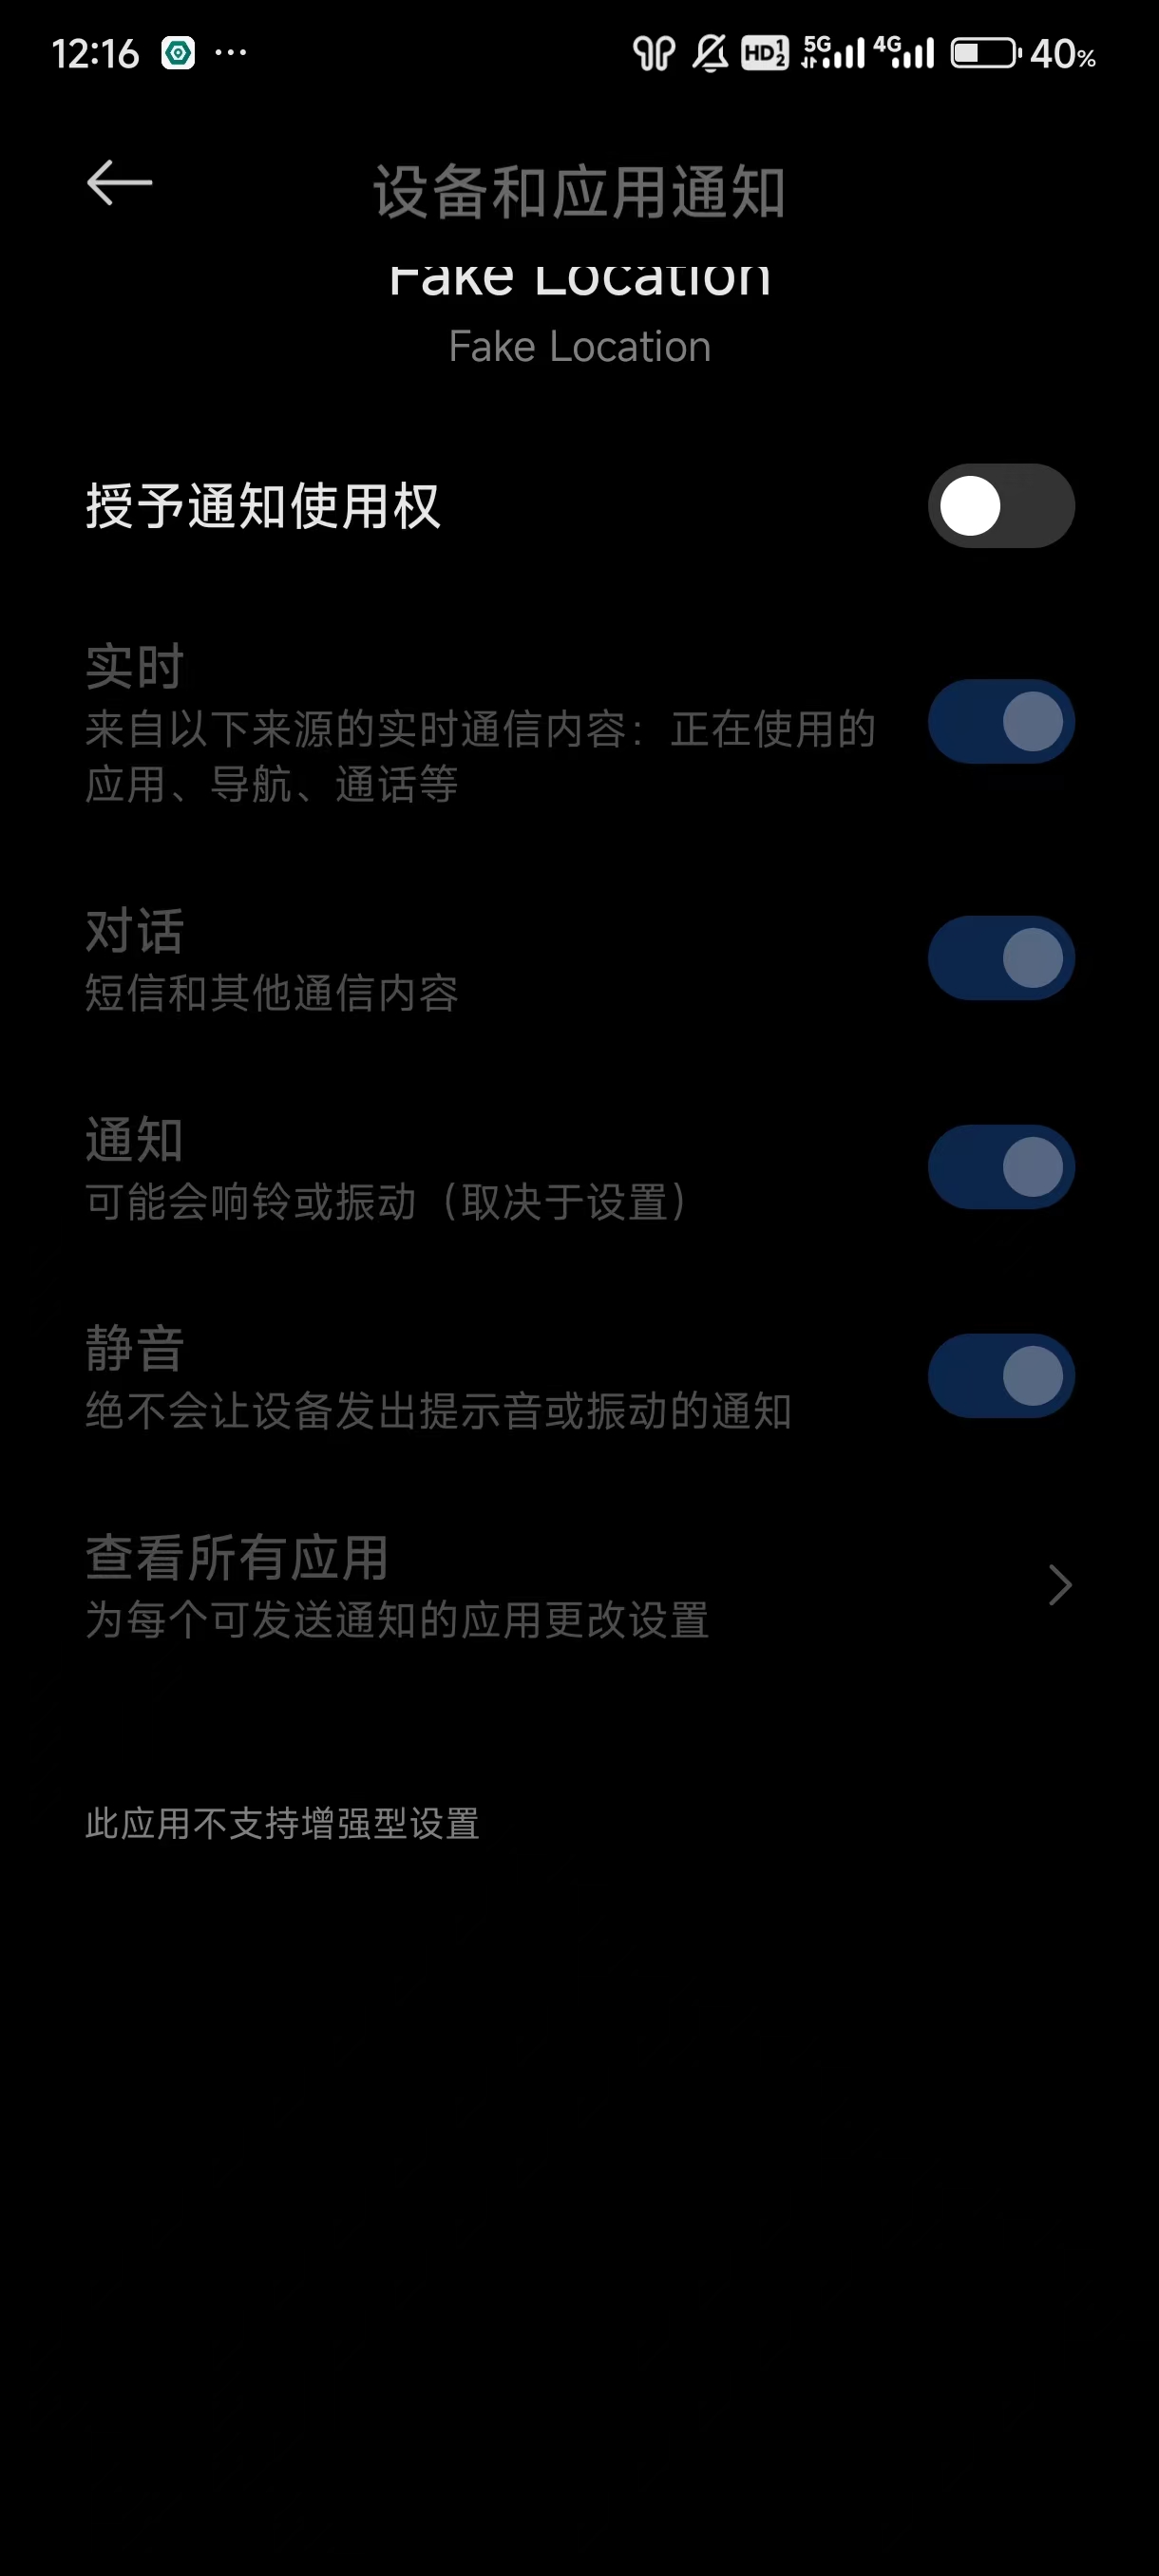 12:16 ··· HD 1 2 5G 4G 40%
设备和应用通知
Fake Location
Fake Location
授予通知使用权
实时
来自以下来源的实时通信内容：正在使用的
应用、导航、通话等
对话
短信和其他通信内容
通知
可能会响铃或振动（取决于设置）
静音
绝不会让设备发出提示音或振动的通知
查看所有应用
为每个可发送通知的应用更改设置
此应用不支持增强型设置